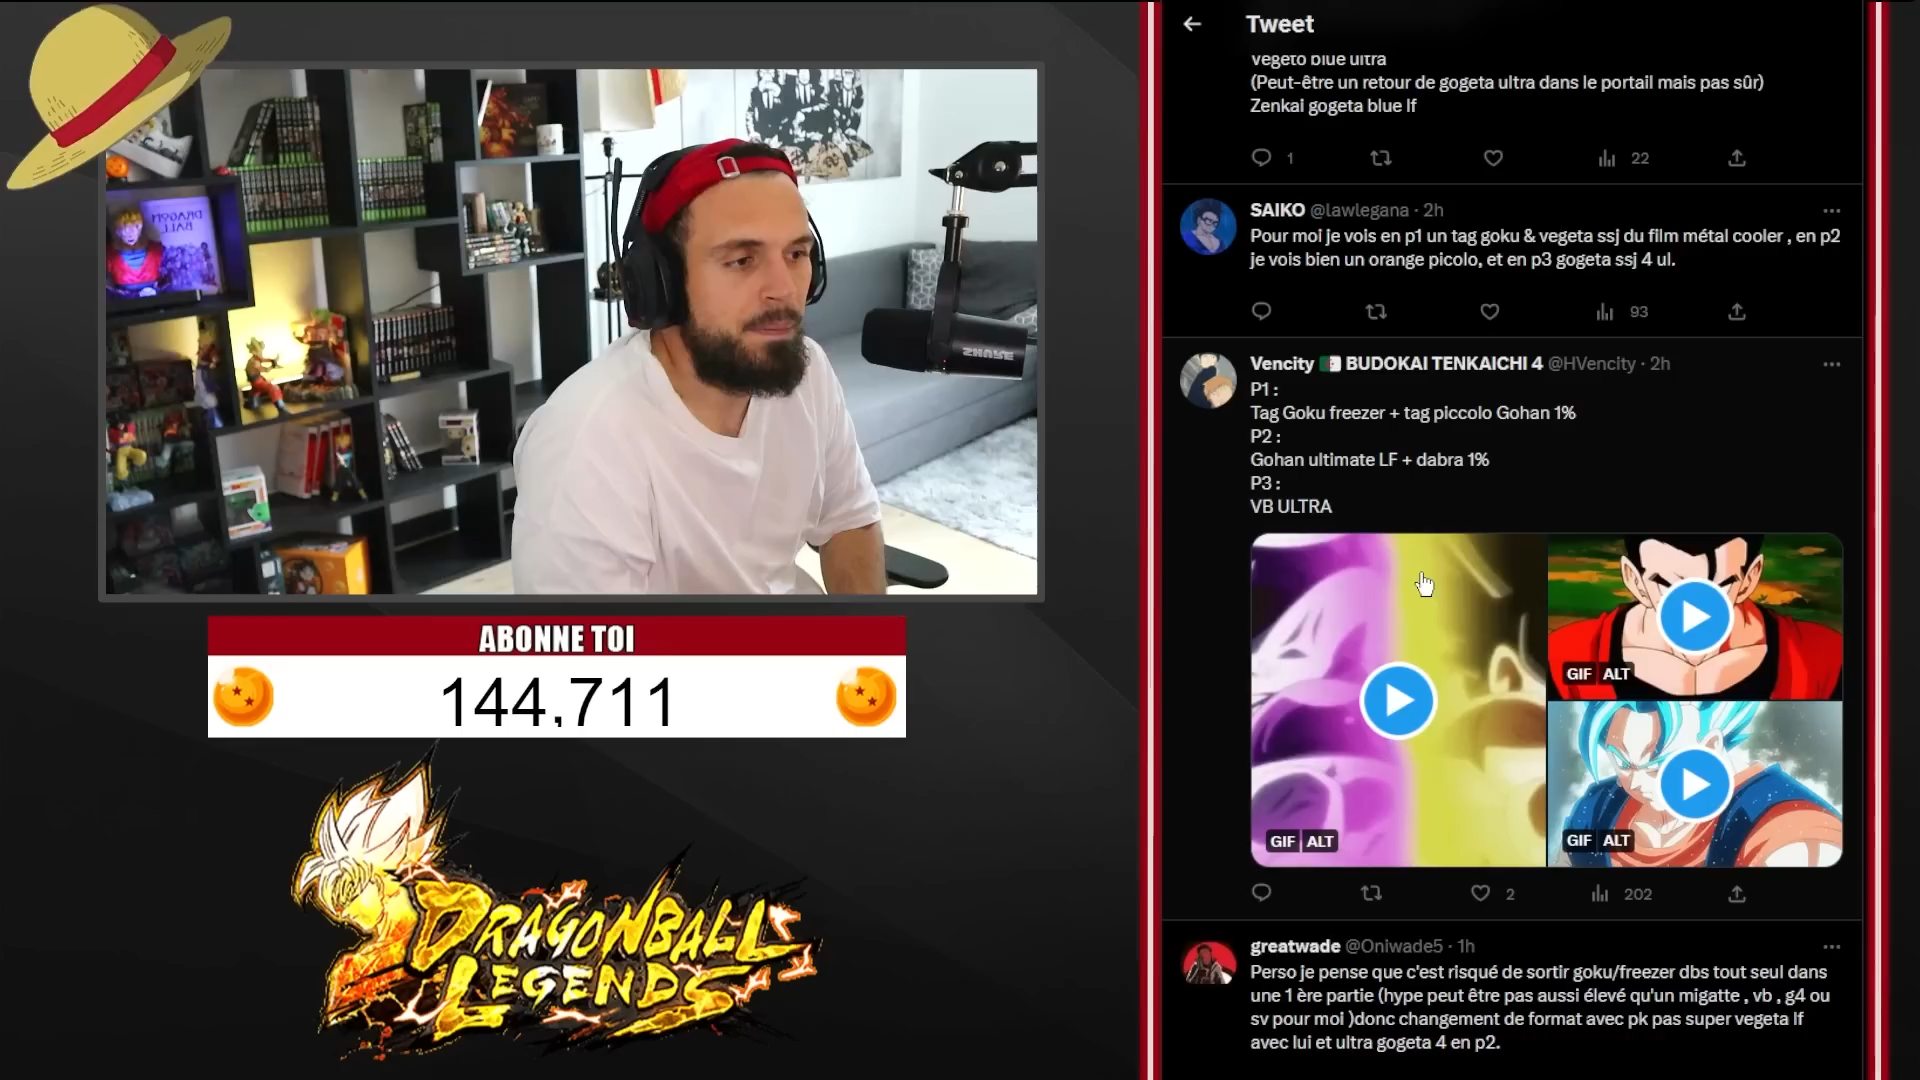 Tweet
Vegeto blue ultra
(Peut-être un retour de gogeta ultra dans le portail mais pas sûr)
Zenkai gogeta blue lf
1
22
SAIKO @lawlegana · 2h
Pour moi je vois en p1 un tag goku & vegeta ssj du film métal cooler , en p2
je vois bien un orange picolo, et en p3 gogeta ssj 4 ul.
93
Vencity BUDOKAI TENKAICHI 4 @HVencity · 2h
P1 :
Tag Goku freezer + tag piccolo Gohan 1%
P2 :
Gohan ultimate LF + dabra 1%
P3 :
VB ULTRA
GIF ALT
GIF ALT
GIF ALT
2
202
greatwade @Oniwade5 · 1h
Perso je pense que c'est risqué de sortir goku/freezer dbs tout seul dans
une 1 ère partie (hype peut être pas aussi élevé qu'un migatte , vb , g4 ou
sv pour moi )donc changement de format avec pk pas super vegeta lf
avec lui et ultra gogeta 4 en p2.
DRAGON
BALL
SHURE
ABONNE TOI
144,711
DRAGONBALL
LEGENDS